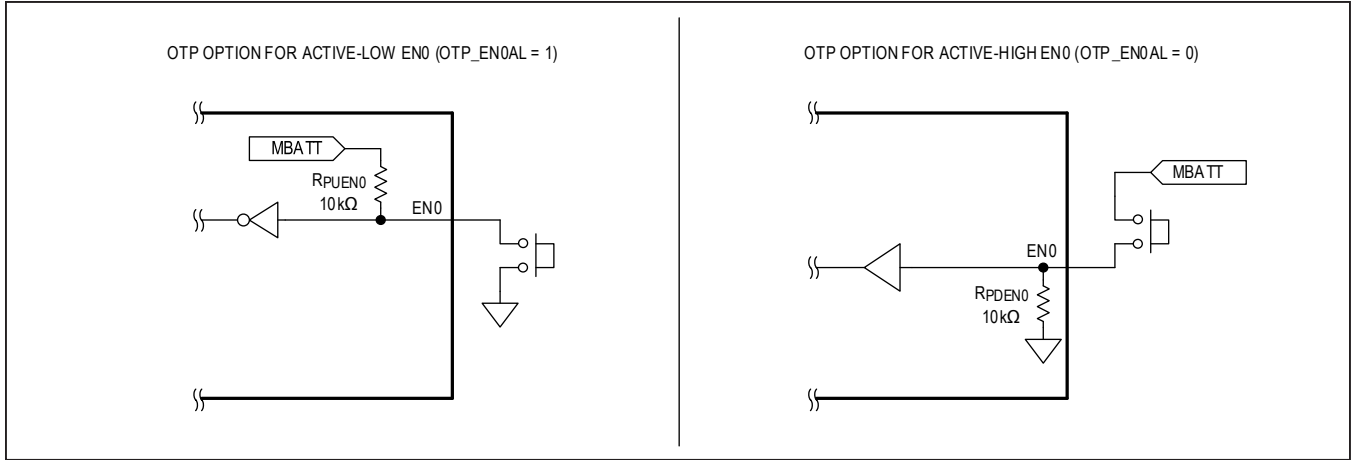 OTP OPTION FOR ACTIVE-LOW EN0 (OTP_EN0AL = 1)
MBATT
RPUEN0
10kΩ
EN0
OTP OPTION FOR ACTIVE-HIGH EN0 (OTP_EN0AL = 0)
MBATT
EN0
RPDEN0
10kΩ